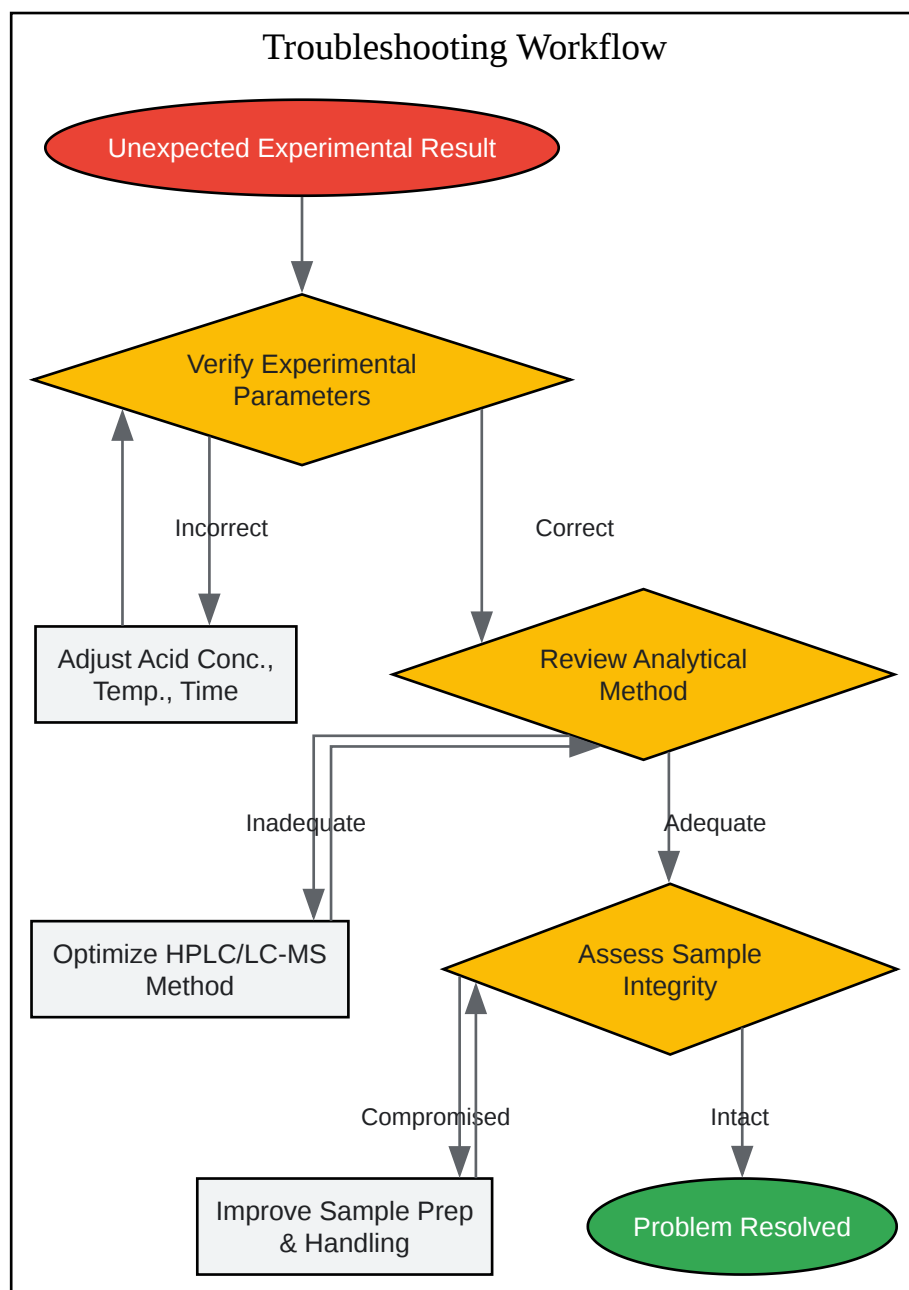 Troubleshooting Workflow
Unexpected Experimental Result
Verify Experimental
Parameters
Incorrect
Correct
Adjust Acid Conc.,
Temp., Time
Review Analytical
Method
Inadequate
Adequate
Optimize HPLC/LC-MS
Method
Assess Sample
Integrity
Compromised
Intact
Improve Sample Prep
& Handling
Problem Resolved